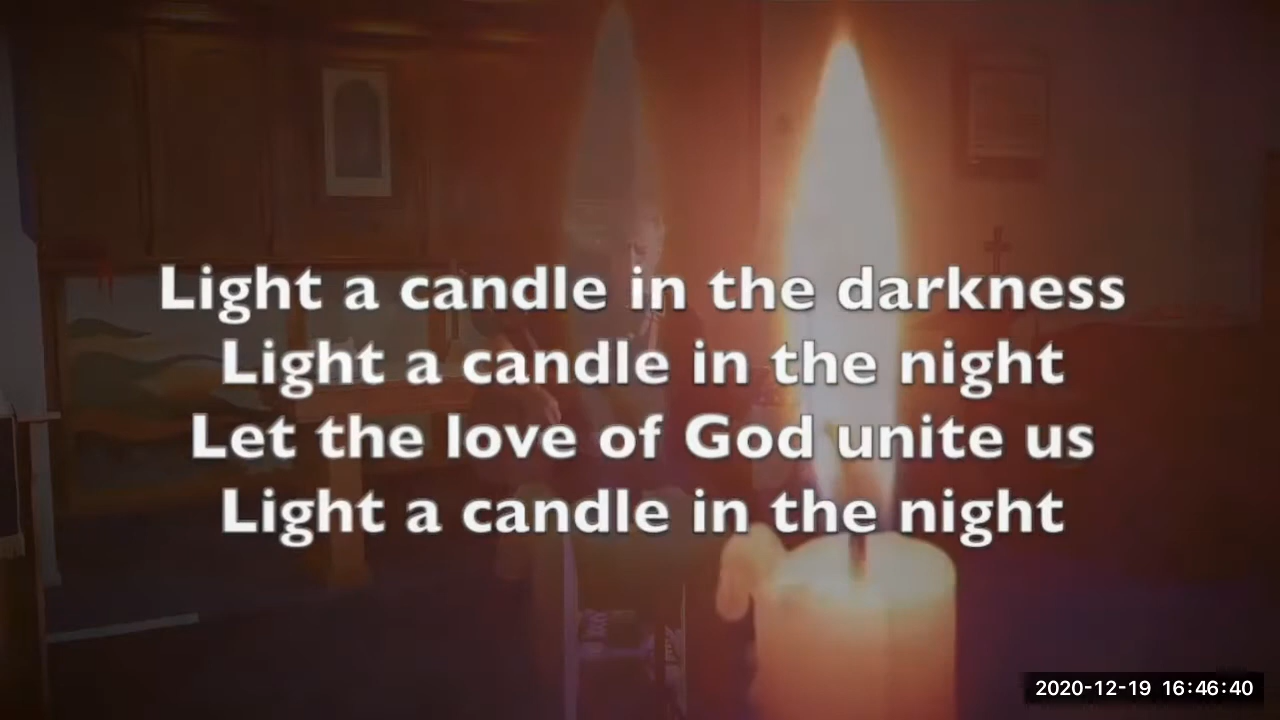 Light a candle in the darkness
Light a candle in the night
Let the love of God unite us
Light a candle in the night
2020-12-19 16:46:40